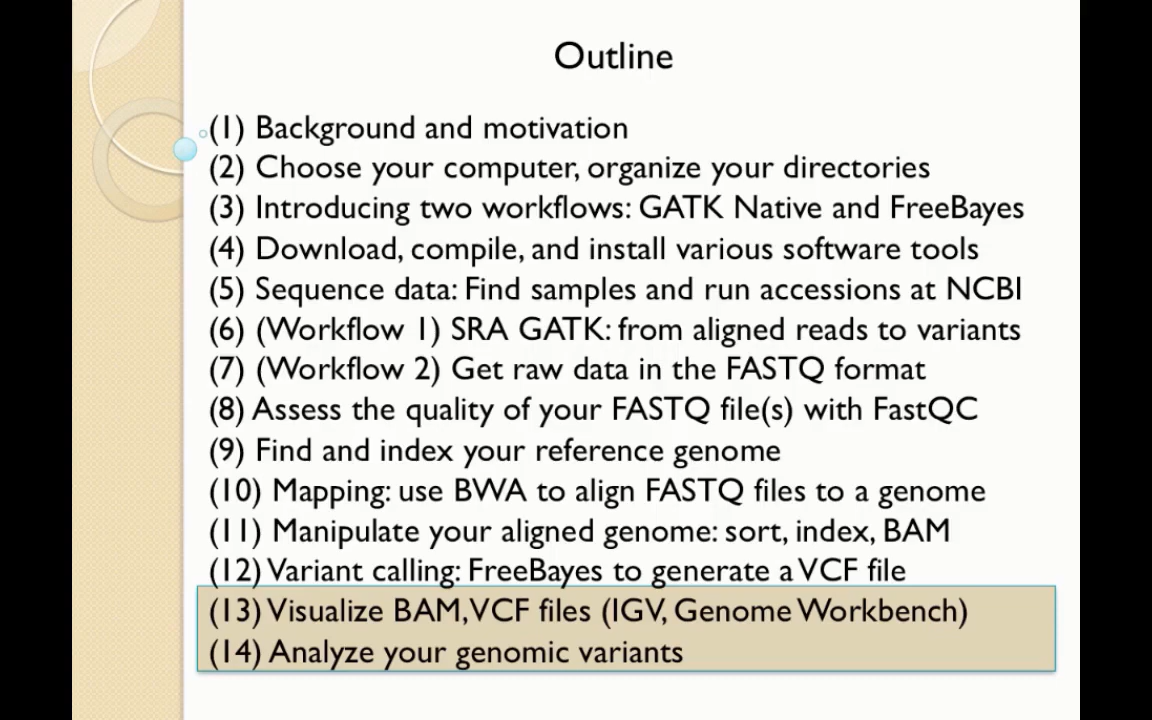 Outline
(1) Background and motivation
(2) Choose your computer, organize your directories
(3) Introducing two workflows: GATK Native and FreeBayes
(4) Download, compile, and install various software tools
(5) Sequence data: Find samples and run accessions at NCBI
(6) (Workflow 1) SRA GATK: from aligned reads to variants
(7) (Workflow 2) Get raw data in the FASTQ format
(8) Assess the quality of your FASTQ file(s) with FastQC
(9) Find and index your reference genome
(10) Mapping: use BWA to align FASTQ files to a genome
(11) Manipulate your aligned genome: sort, index, BAM
(12) Variant calling: FreeBayes to generate a VCF file
(13) Visualize BAM, VCF files (IGV, Genome Workbench)
(14) Analyze your genomic variants